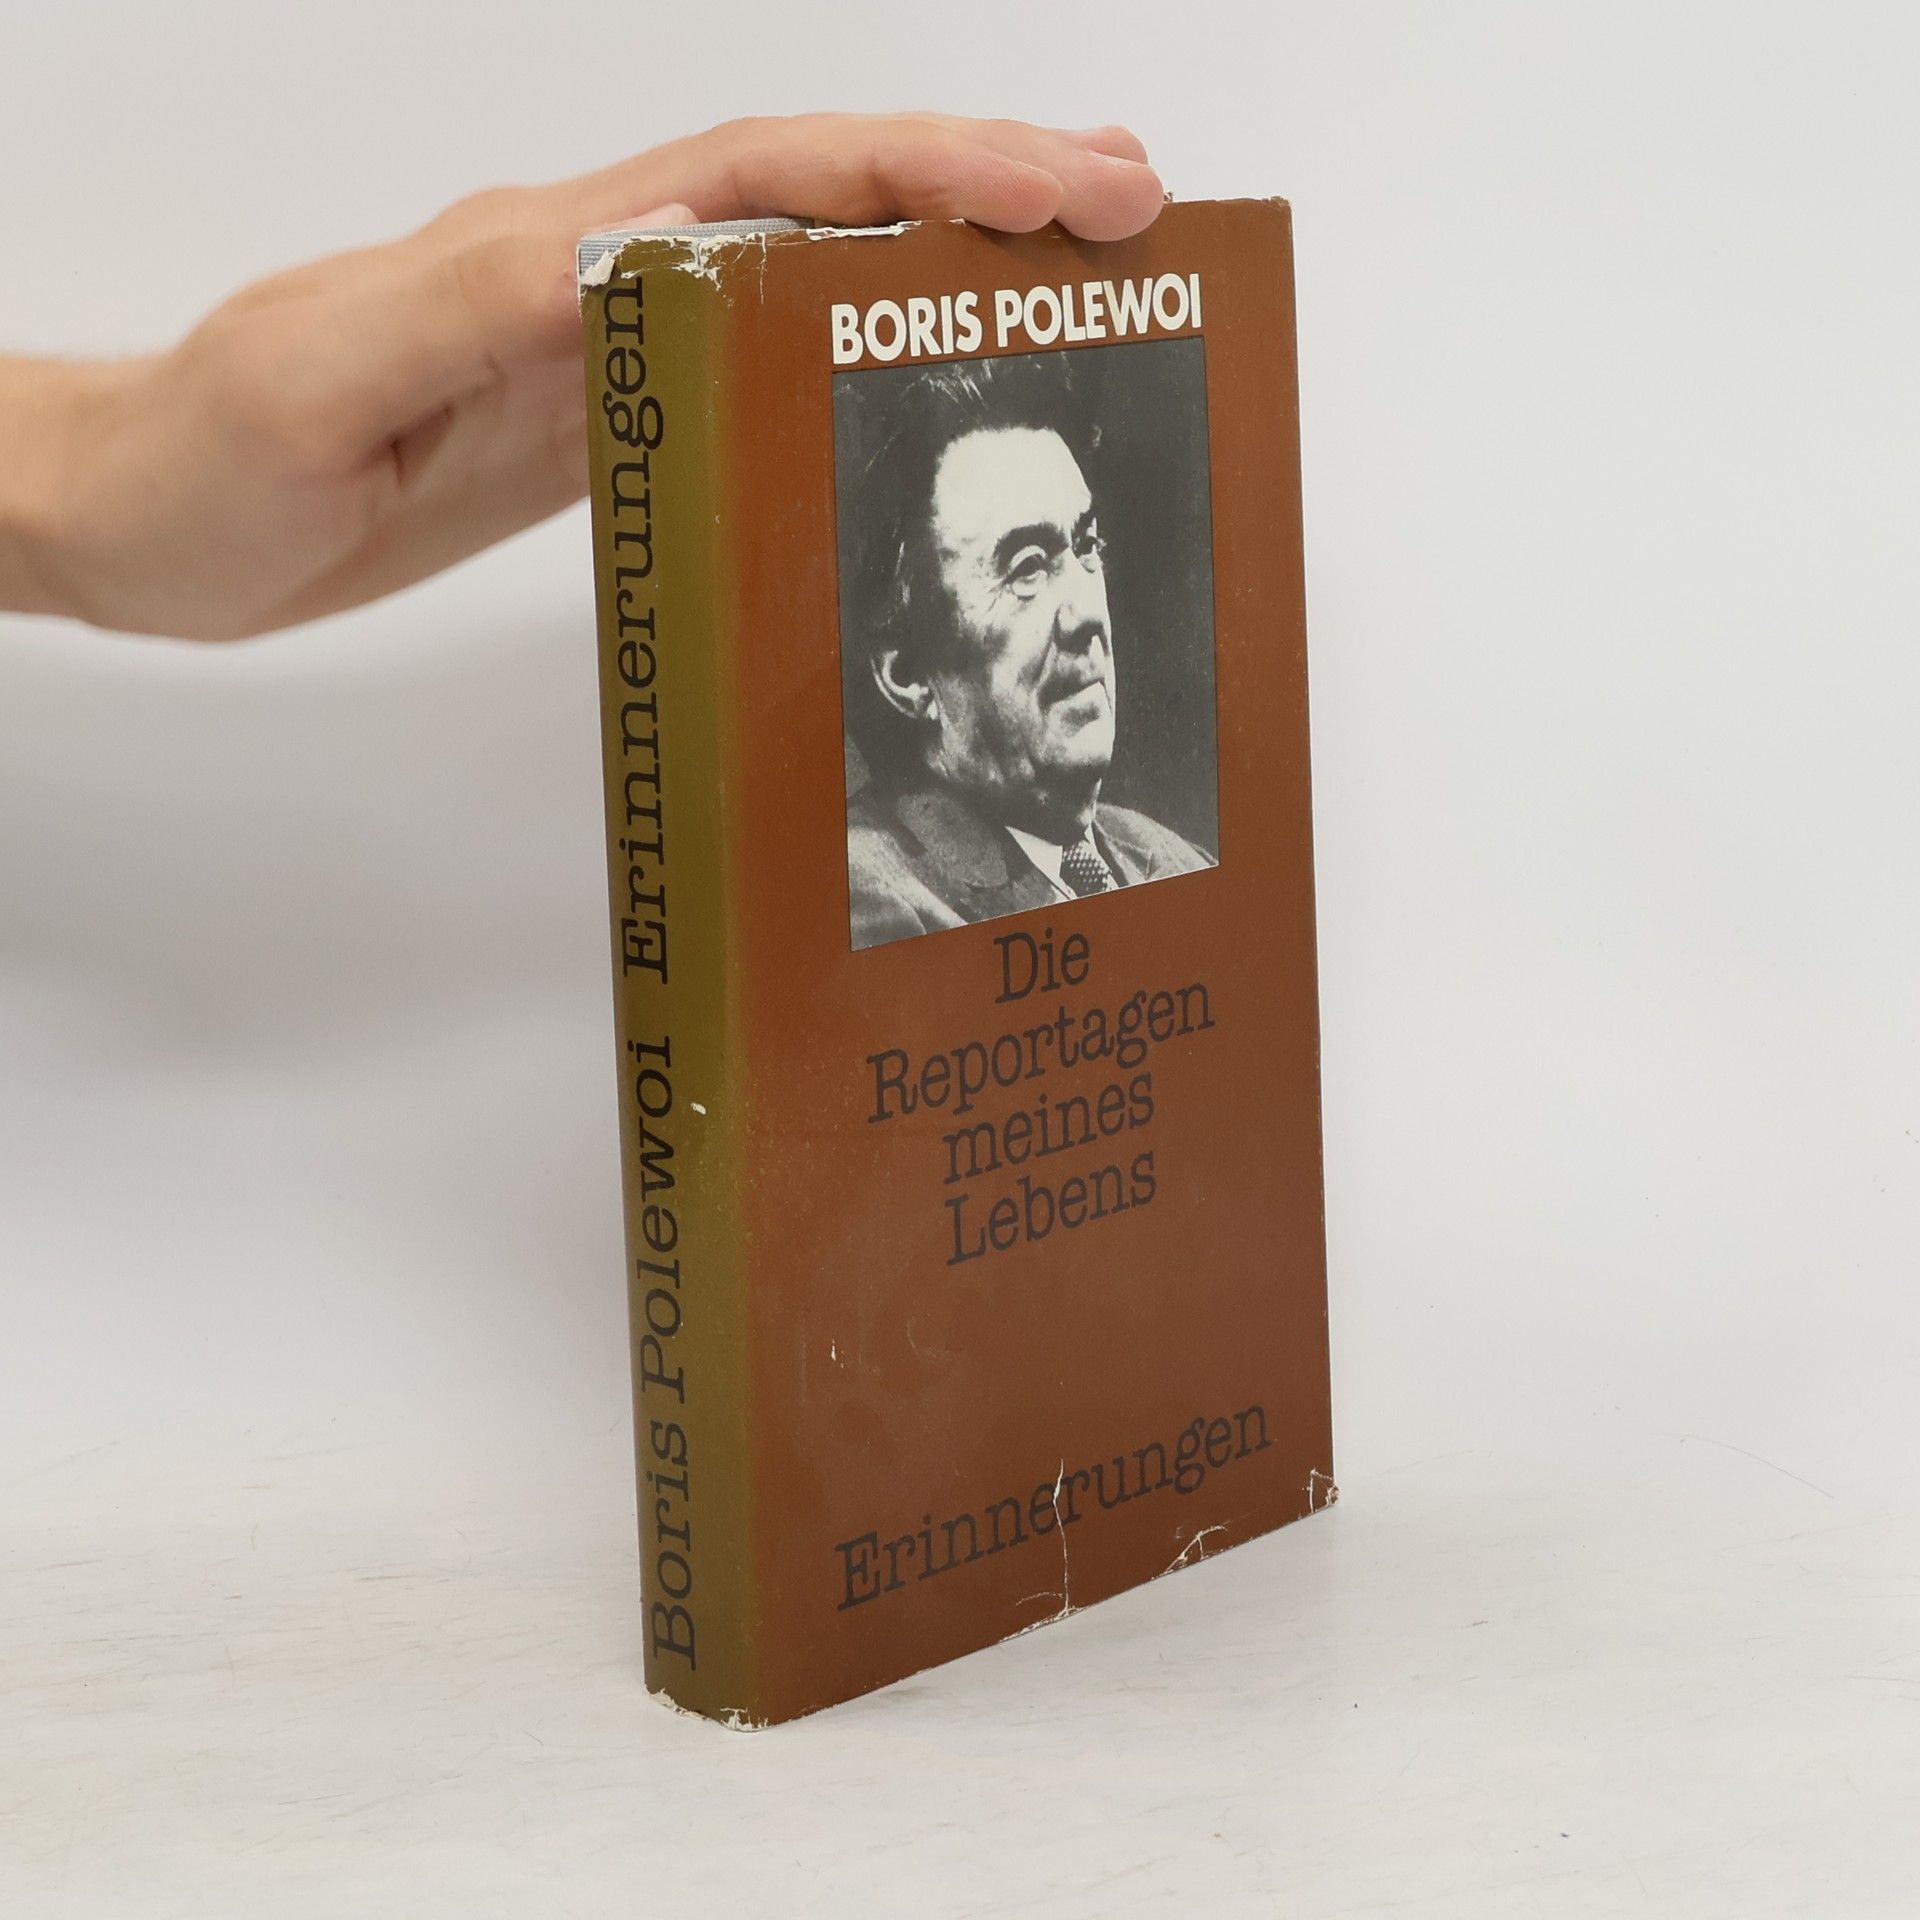 Boris Polewoi Erinnerungen
BORIS POLEWOI
Die
Reportagen
meines
Lebens
Erinnerungen